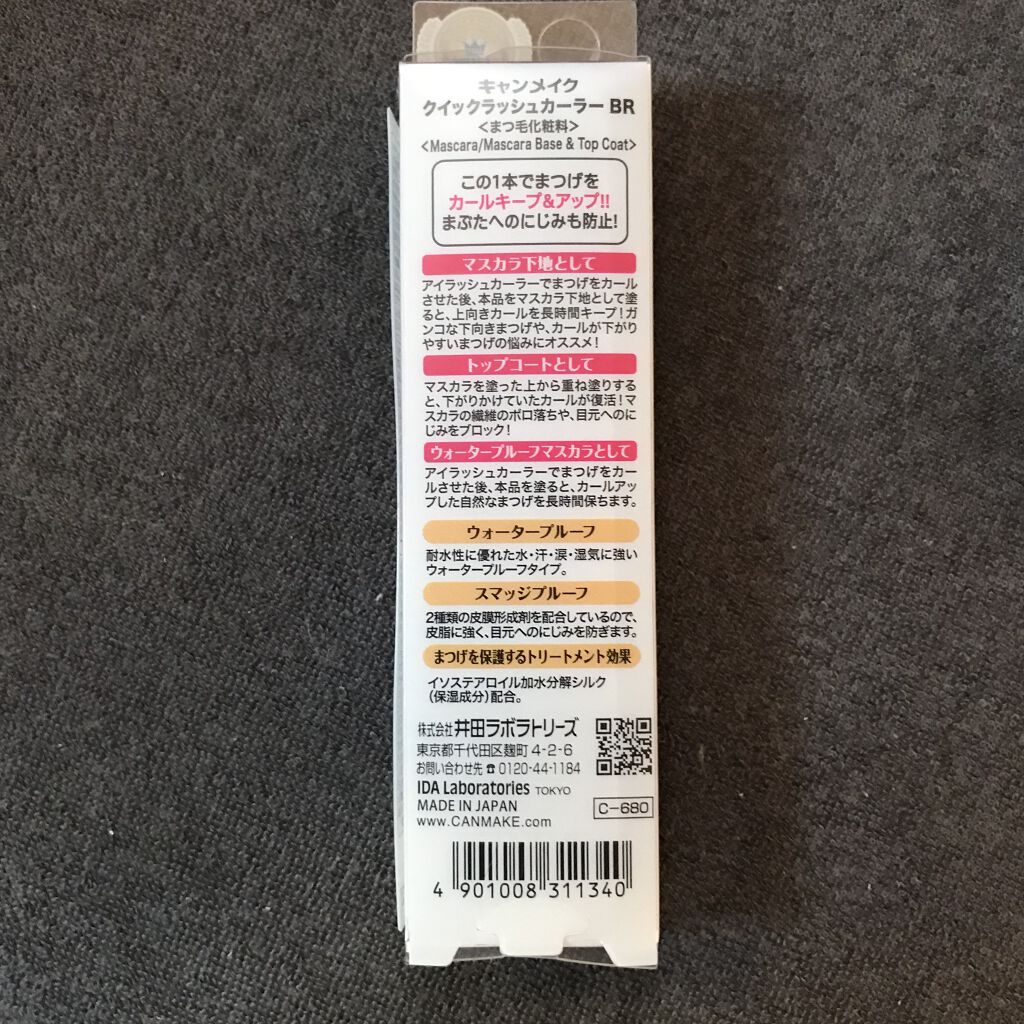 キャンメイク
クイックラッシュカーラー BR
<まつ毛化粧料>
<Mascara/Mascara Base & Top Coat>
この1本でまつげを
カールキープ&アップ!!
まぶたへのにじみも防止!
マスカラ下地として
アイラッシュカーラーでまつげをカール
させた後、本品をマスカラ下地として塗
ると、上向きカールを長時間キープ!ガ
ンコな下向きまつげや、カールが下がり
やすいまつげの悩みにオススメ!
トップコートとして
マスカラを塗った上から重ね塗りする
と、下がりかけていたカールが復活!マ
スカラの繊維のポロ落ちや、目元へのに
じみをブロック!
ウォータープルーフマスカラとして
アイラッシュカーラーでまつげをカー
ルさせた後、本品を塗ると、カールアッ
プした自然なまつげを長時間保ちます。
ウォータープルーフ
耐水性に優れた水・汗・涙・湿気に強い
ウォータープルーフタイプ。
スマッジプルーフ
2種類の皮膜形成剤を配合しているので、
皮脂に強く、目元へのにじみを防ぎます。
まつげを保護するトリートメント効果
イソステアロイル加水分解シルク
(保湿成分)配合。
株式会社 井田ラボラトリーズ
東京都千代田区麹町 4-2-6
お問い合わせ先 ☎ 0120-44-1184
IDA Laboratories TOKYO
MADE IN JAPAN
www.CANMAKE.com
C-680
4 901008 311340